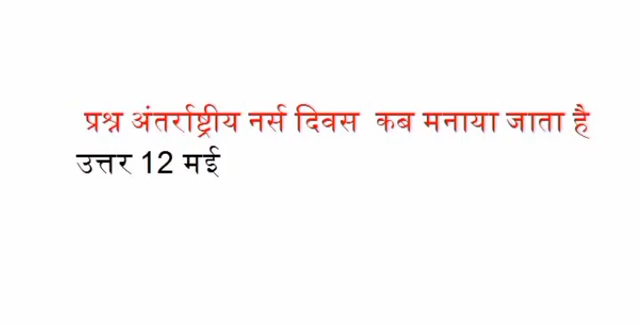 प्रश्न अंतर्राष्ट्रीय नर्स दिवस कब मनाया जाता है
उत्तर 12 मई